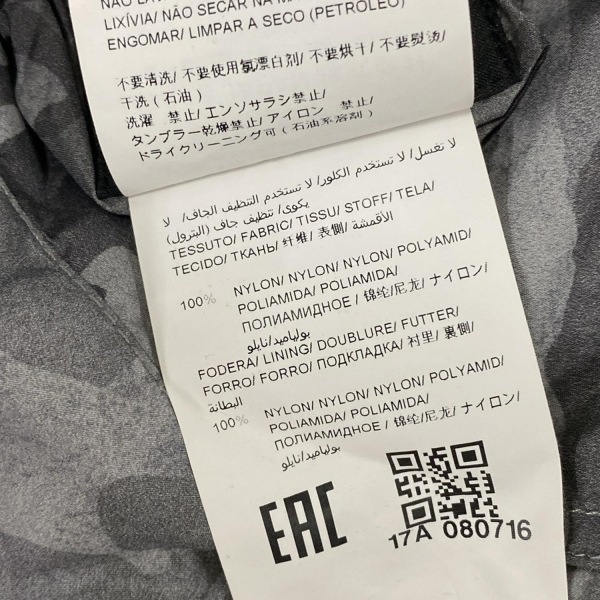 LIXÍVIA/ NÃO SECAR NA
ENGOMAR/ LIMPAR A SECO (PETRÓLEO)
不要清洗/ 不要使用氯漂白剂/ 不要烘干/ 不要熨烫/
干洗 ( 石油 )
洗濯 禁止/ エンソサラシ禁止/
タンブラー乾燥禁止/ アイロン 禁止/
ドライクリーニング可 ( 石油系溶剤 )
لا تغسل/ لا تستخدم الكلور/ لا تستخدم التنظيف الجاف/ لا
يكوى/ تنظيف جاف (البترول)
TESSUTO/ FABRIC/ TISSU/ STOFF/ TELA/
TECIDO/ ТКАНЬ/ 纤维/ 表側/ الأقمشة
100% NYLON/ NYLON/ NYLON/ POLYAMID/
POLIAMIDA/ POLIAMIDA/
ПОЛИАМИДНОЕ / 锦纶/尼龙/ ナイロン/
بولياميد/نايلو
FODERA/ LINING/ DOUBLURE/ FUTTER/
FORRO/ FORRO/ ПОДКЛАДКА/ 衬里/ 裏側/
البطانة
100% NYLON/ NYLON/ NYLON/ POLYAMID/
POLIAMIDA/ POLIAMIDA/
ПОЛИАМИДНОЕ / 锦纶/尼龙/ ナイロン/
بولياميد/نايلو
EAC
17A 080716